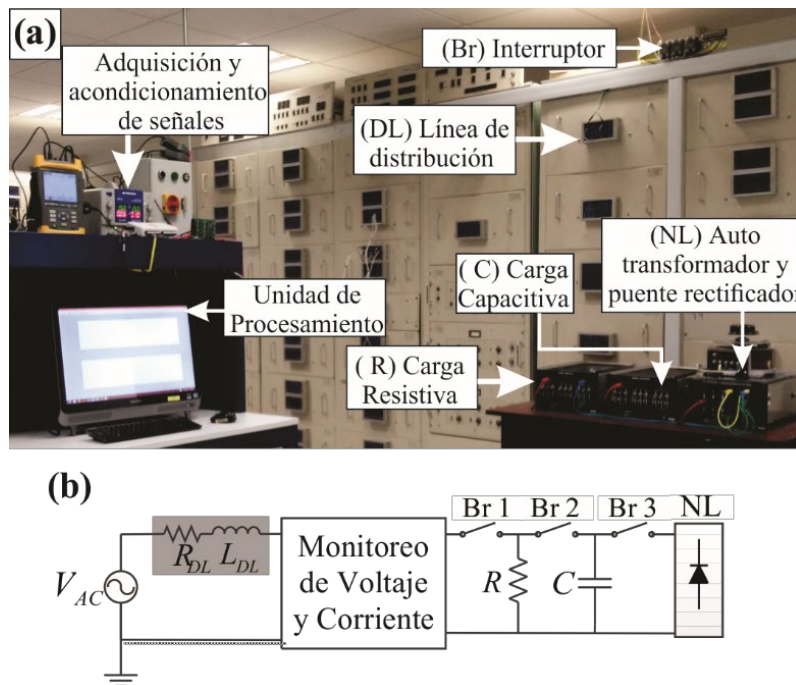 (a)
Adquisición y
acondicionamiento
de señales
(Br) Interruptor
(DL) Línea de
distribución
(NL) Auto
transformador y
puente rectificador
( C) Carga
Capacitiva
Unidad de
Procesamiento
( R) Carga
Resistiva
(b)
Br 1 Br 2 Br 3 NL
R_DL L_DL
Monitoreo
de Voltaje
y Corriente
V_AC
R C